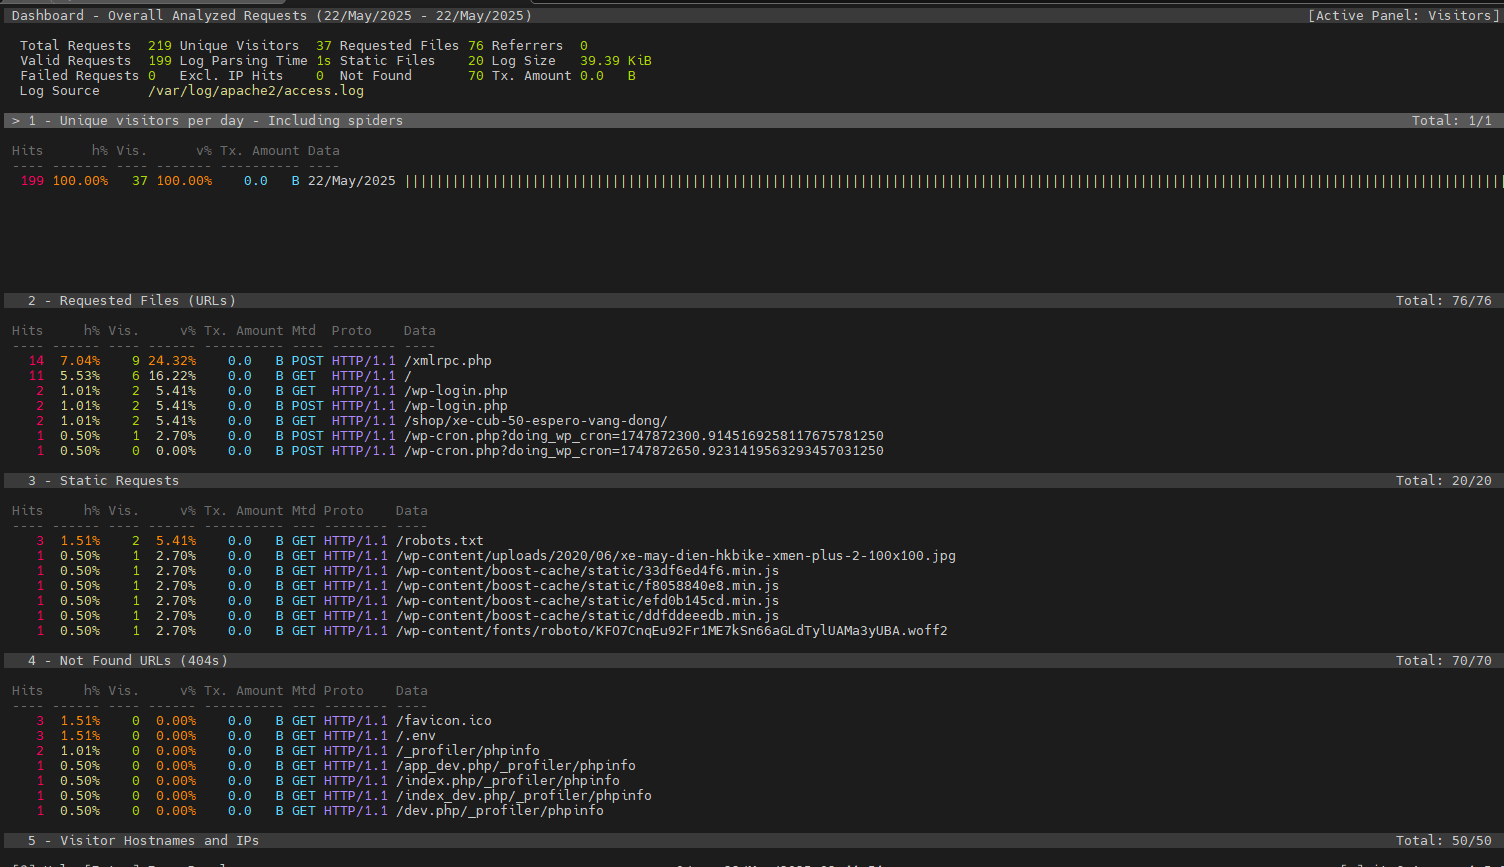 Dashboard - Overall Analyzed Requests (22/May/2025 - 22/May/2025) [Active Panel: Visitors]
Total Requests 219 Unique Visitors 37 Requested Files 76 Referrers 0
Valid Requests 199 Log Parsing Time 1s Static Files 20 Log Size 39.39 KiB
Failed Requests 0 Excl. IP Hits 0 Not Found 70 Tx. Amount 0.0 B
Log Source /var/log/apache2/access.log
> 1 - Unique visitors per day - Including spiders Total: 1/1
Hits h% Vis. v% Tx. Amount Data
---- ------- ---- ------- ---------- ----
199 100.00% 37 100.00% 0.0 B 22/May/2025
2 - Requested Files (URLs) Total: 76/76
Hits h% Vis. v% Tx. Amount Mtd Proto Data
---- ------ ---- ------ ---------- ---- -------- ----
14 7.04% 9 24.32% 0.0 B POST HTTP/1.1 /xmlrpc.php
11 5.53% 6 16.22% 0.0 B GET HTTP/1.1 /
2 1.01% 2 5.41% 0.0 B GET HTTP/1.1 /wp-login.php
2 1.01% 2 5.41% 0.0 B POST HTTP/1.1 /wp-login.php
2 1.01% 2 5.41% 0.0 B GET HTTP/1.1 /shop/xe-cub-50-espero-vang-dong/
1 0.50% 1 2.70% 0.0 B POST HTTP/1.1 /wp-cron.php?doing_wp_cron=1747872300.9145169258117675781250
1 0.50% 0 0.00% 0.0 B POST HTTP/1.1 /wp-cron.php?doing_wp_cron=1747872650.9231419563293457031250
3 - Static Requests Total: 20/20
Hits h% Vis. v% Tx. Amount Mtd Proto Data
---- ------ ---- ------ ---------- --- -------- ----
3 1.51% 2 5.41% 0.0 B GET HTTP/1.1 /robots.txt
1 0.50% 1 2.70% 0.0 B GET HTTP/1.1 /wp-content/uploads/2020/06/xe-may-dien-hkbike-xmen-plus-2-100x100.jpg
1 0.50% 1 2.70% 0.0 B GET HTTP/1.1 /wp-content/boost-cache/static/33df6ed4f6.min.js
1 0.50% 1 2.70% 0.0 B GET HTTP/1.1 /wp-content/boost-cache/static/f8058840e8.min.js
1 0.50% 1 2.70% 0.0 B GET HTTP/1.1 /wp-content/boost-cache/static/efd0b145cd.min.js
1 0.50% 1 2.70% 0.0 B GET HTTP/1.1 /wp-content/boost-cache/static/ddfddeeedb.min.js
1 0.50% 1 2.70% 0.0 B GET HTTP/1.1 /wp-content/fonts/roboto/KFO7CnqEu92Fr1ME7kSn66aGLdTylUAMa3yUBA.woff2
4 - Not Found URLs (404s) Total: 70/70
Hits h% Vis. v% Tx. Amount Mtd Proto Data
---- ------ ---- ------ ---------- --- -------- ----
3 1.51% 0 0.00% 0.0 B GET HTTP/1.1 /favicon.ico
3 1.51% 0 0.00% 0.0 B GET HTTP/1.1 /.env
2 1.01% 0 0.00% 0.0 B GET HTTP/1.1 /_profiler/phpinfo
1 0.50% 0 0.00% 0.0 B GET HTTP/1.1 /app_dev.php/_profiler/phpinfo
1 0.50% 0 0.00% 0.0 B GET HTTP/1.1 /index.php/_profiler/phpinfo
1 0.50% 0 0.00% 0.0 B GET HTTP/1.1 /index_dev.php/_profiler/phpinfo
1 0.50% 0 0.00% 0.0 B GET HTTP/1.1 /dev.php/_profiler/phpinfo
5 - Visitor Hostnames and IPs Total: 50/50